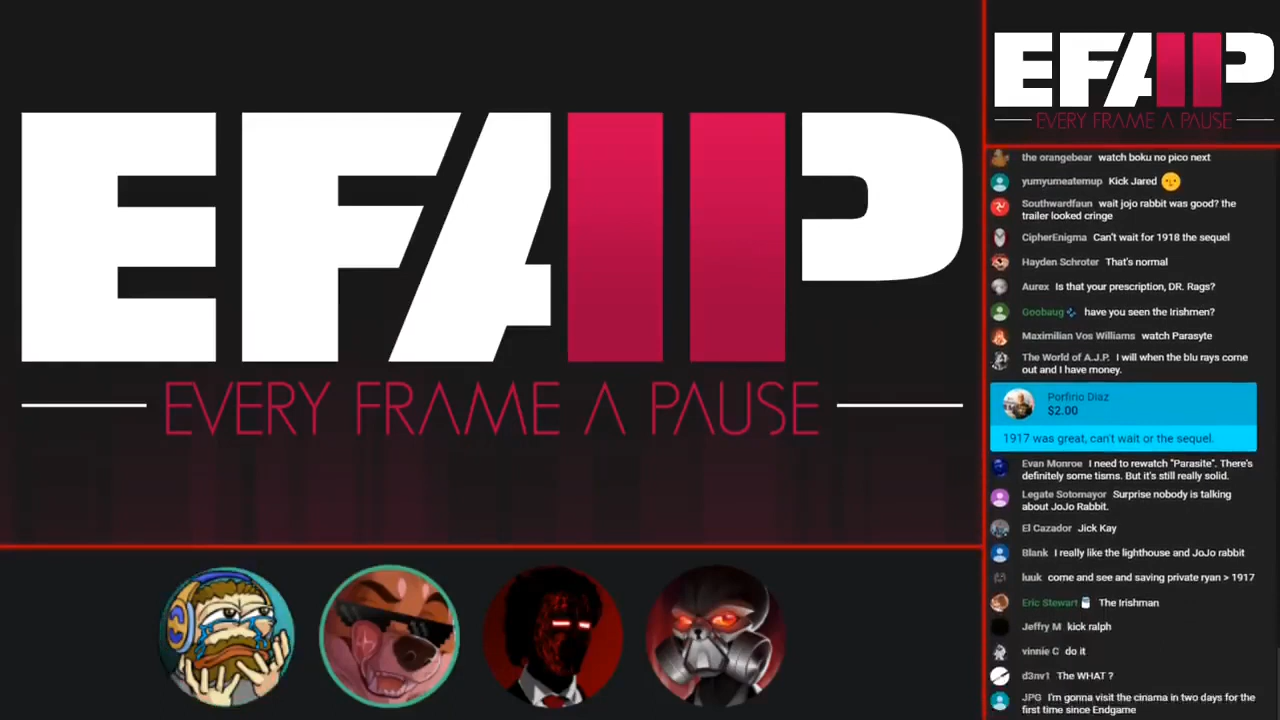 EFAP
EVERY FRAME A PAUSE
EFAP
EVERY FRAME A PAUSE
the orangebear watch boku no pico next
yumyumeatemup Kick Jared
Southwardfaun wait jojo rabbit was good? the
trailer looked cringe
CipherEnigma Can't wait for 1918 the sequel
Hayden Schroter That's normal
Aurex Is that your prescription, DR. Rags?
Goobaug have you seen the Irishmen?
Maximilian Vos Williams watch Parasyte
The World of A.J.P. I will when the blu rays come
out and I have money.
Porfirio Diaz
$2.00
1917 was great, can't wait or the sequel.
Evan Monroe I need to rewatch "Parasite". There's
definitely some tisms. But it's still really solid.
Legate Sotomayor Surprise nobody is talking
about JoJo Rabbit.
El Cazador Jick Kay
Blank I really like the lighthouse and JoJo rabbit
luuk come and see and saving private ryan > 1917
Eric Stewart The Irishman
Jeffry M kick ralph
vinnie C do it
d3nv1 The WHAT ?
JPG I'm gonna visit the cinama in two days for the
first time since Endgame